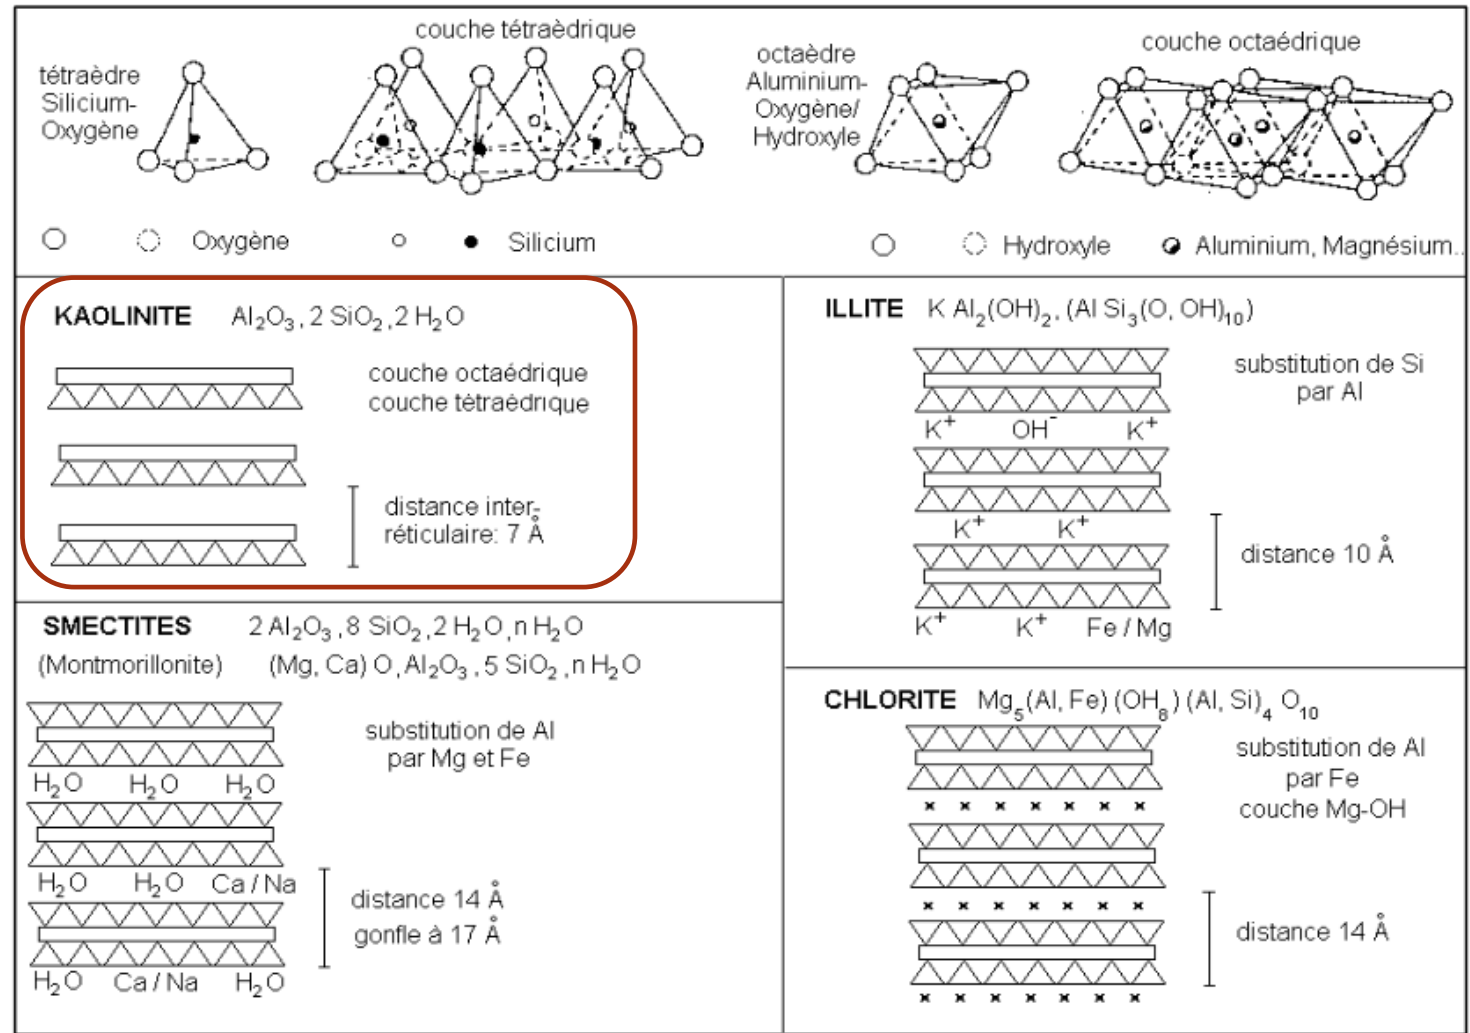 couche tétraèdrique
tétraèdre
Silicium-
Oxygène
octaèdre
Aluminium-
Oxygène/
Hydroxyle
couche octaédrique
Oxygène
Silicium
Hydroxyle
Aluminium, Magnésium..
KAOLINITE Al₂O₃, 2 SiO₂, 2 H₂O
couche octaédrique
couche tétraèdrique
distance inter-
réticulaire: 7 Å
ILLITE K Al₂(OH)₂, (Al Si₃(O, OH)₁₀)
substitution de Si
par Al
K⁺ OH⁻ K⁺
K⁺ K⁺
distance 10 Å
K⁺ K⁺ Fe / Mg
SMECTITES 2 Al₂O₃, 8 SiO₂, 2 H₂O, n H₂O
(Montmorillonite) (Mg, Ca) O, Al₂O₃, 5 SiO₂, n H₂O
substitution de Al
par Mg et Fe
H₂O H₂O H₂O
H₂O H₂O Ca / Na
distance 14 Å
gonfle à 17 Å
H₂O Ca / Na H₂O
CHLORITE Mg₅(Al, Fe) (OH₈) (Al, Si)₄ O₁₀
substitution de Al
par Fe
couche Mg-OH
distance 14 Å